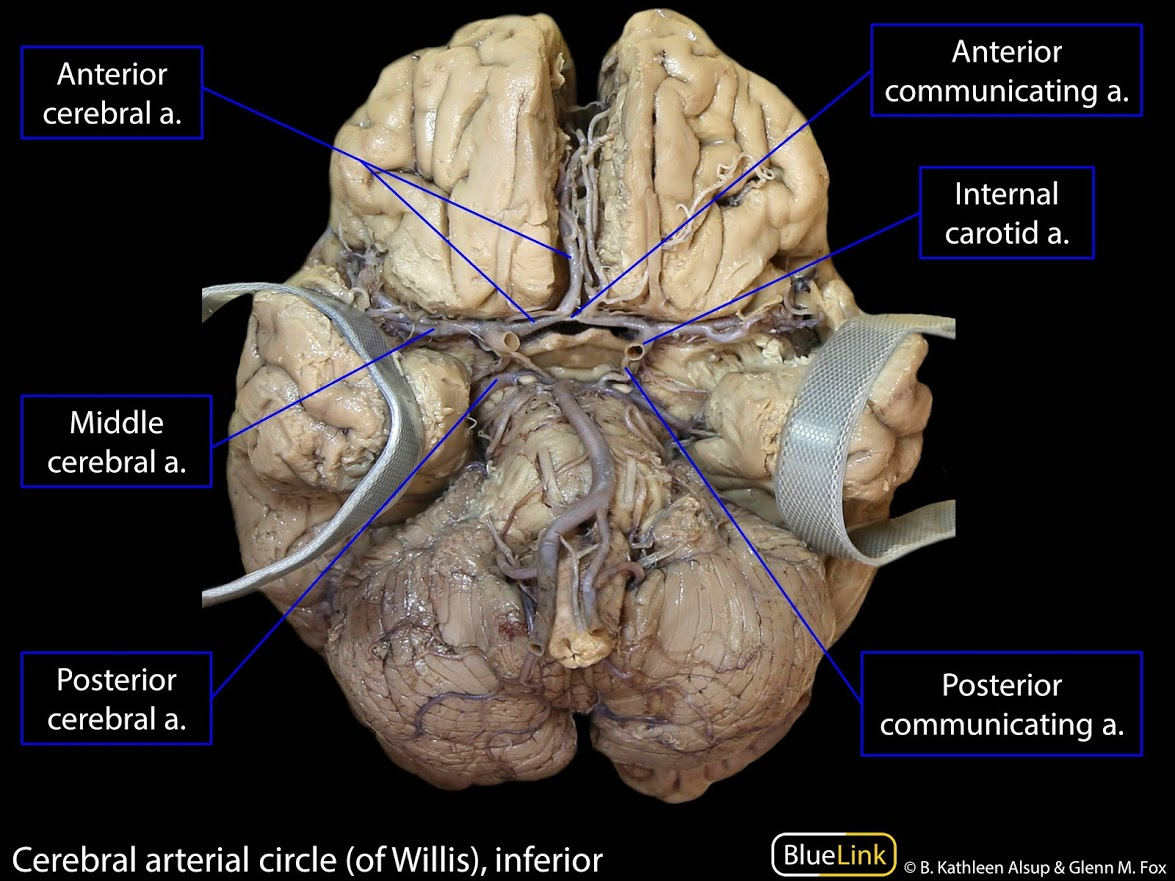 Anterior
cerebral a.
Anterior
communicating a.
Internal
carotid a.
Middle
cerebral a.
Posterior
cerebral a.
Posterior
communicating a.
Cerebral arterial circle (of Willis), inferior
BlueLink
© B. Kathleen Alsup & Glenn M. Fox